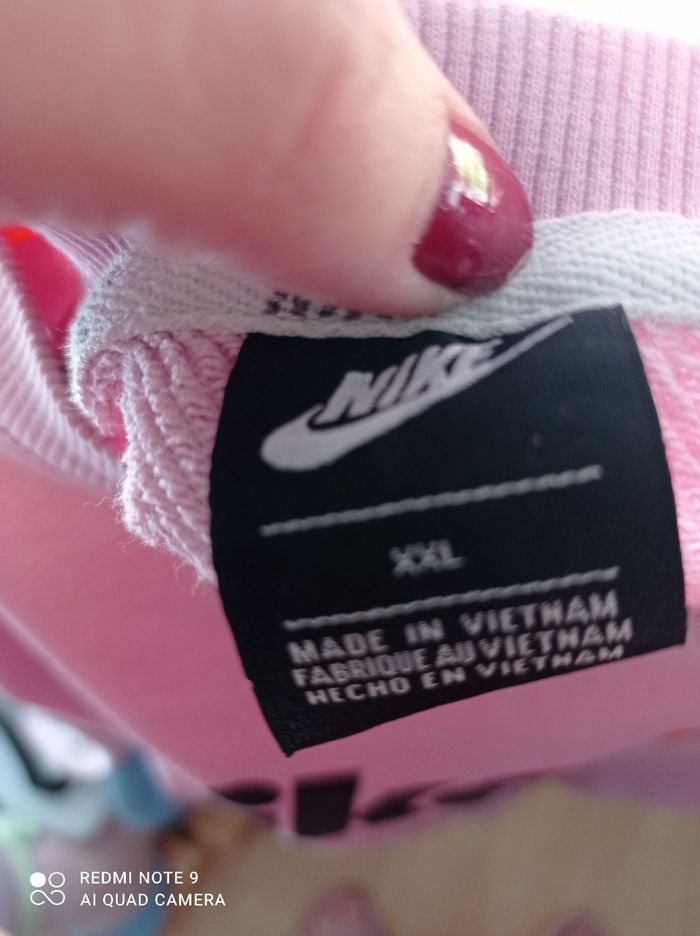 NIKE
XXL
MADE IN VIETNAM
FABRIQUE AU VIETNAM
HECHO EN VIETNAM
REDMI NOTE 9
AI QUAD CAMERA